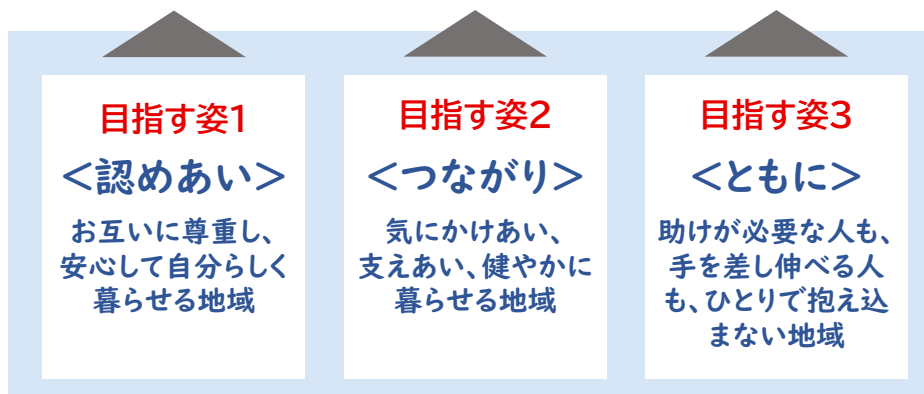 目指す姿1
<認めあい>
お互いに尊重し、
安心して自分らしく
暮らせる地域
目指す姿2
<つながり>
気にかけあい、
支えあい、健やかに
暮らせる地域
目指す姿3
<ともに>
助けが必要な人も、
手を差し伸べる人
も、ひとりで抱え込
まない地域